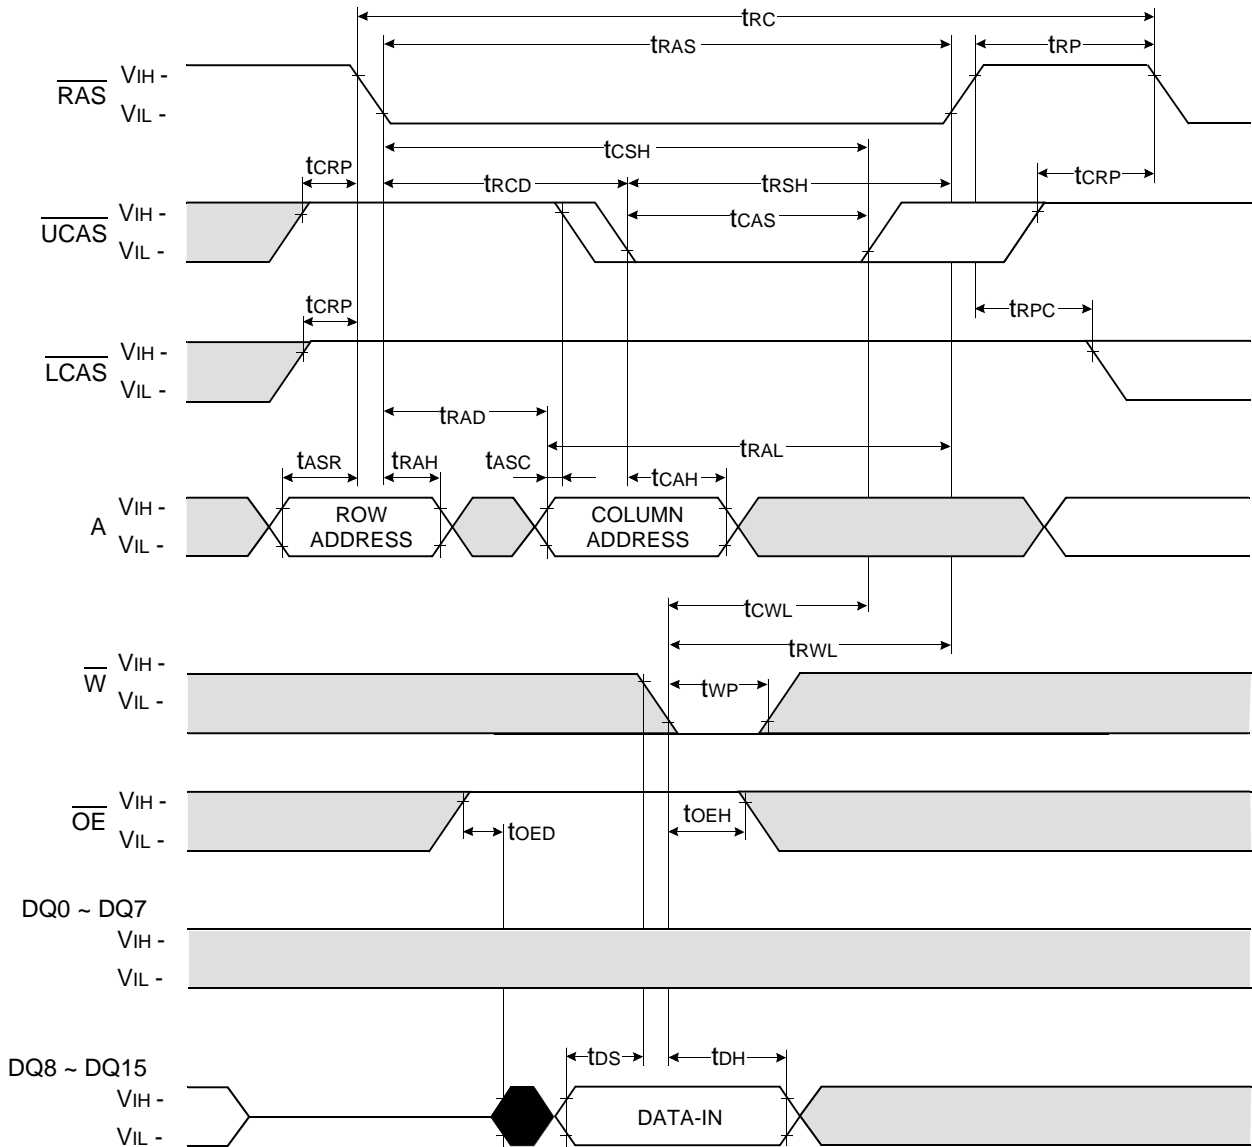 tRC
tRAS
tRP
RAS
VIH -
VIL -
tCSH
tCRP
tRCD
tRSH
tCRP
UCAS
VIH -
VIL -
tCAS
tCRP
tRPC
LCAS
VIH -
VIL -
tRAD
tRAL
tASR
tRAH
tASC
tCAH
A
VIH -
VIL -
ROW
ADDRESS
COLUMN
ADDRESS
tCWL
tRWL
W
VIH -
VIL -
tWP
OE
VIH -
VIL -
tOED
tOEH
DQ0 ~ DQ7
VIH -
VIL -
DQ8 ~ DQ15
tDS
tDH
VIH -
VIL -
DATA-IN